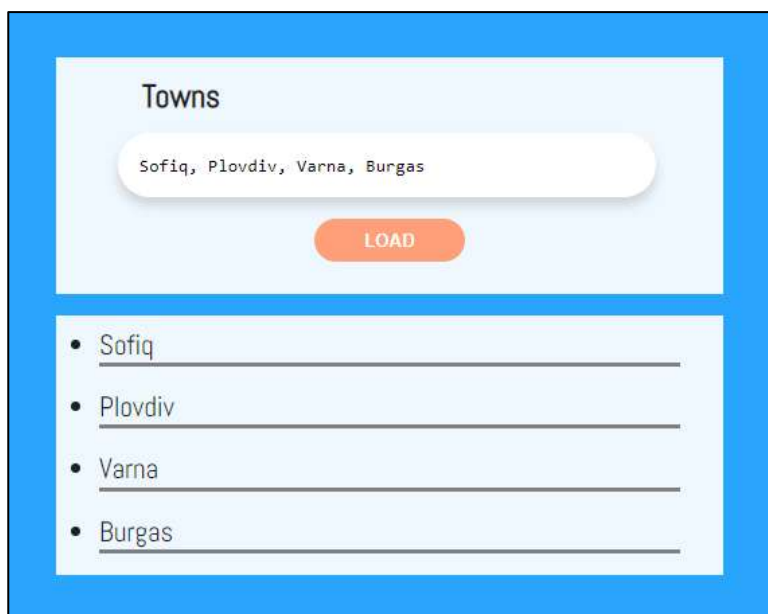 Towns
Sofiq, Plovdiv, Varna, Burgas
LOAD
Sofiq
Plovdiv
Varna
Burgas